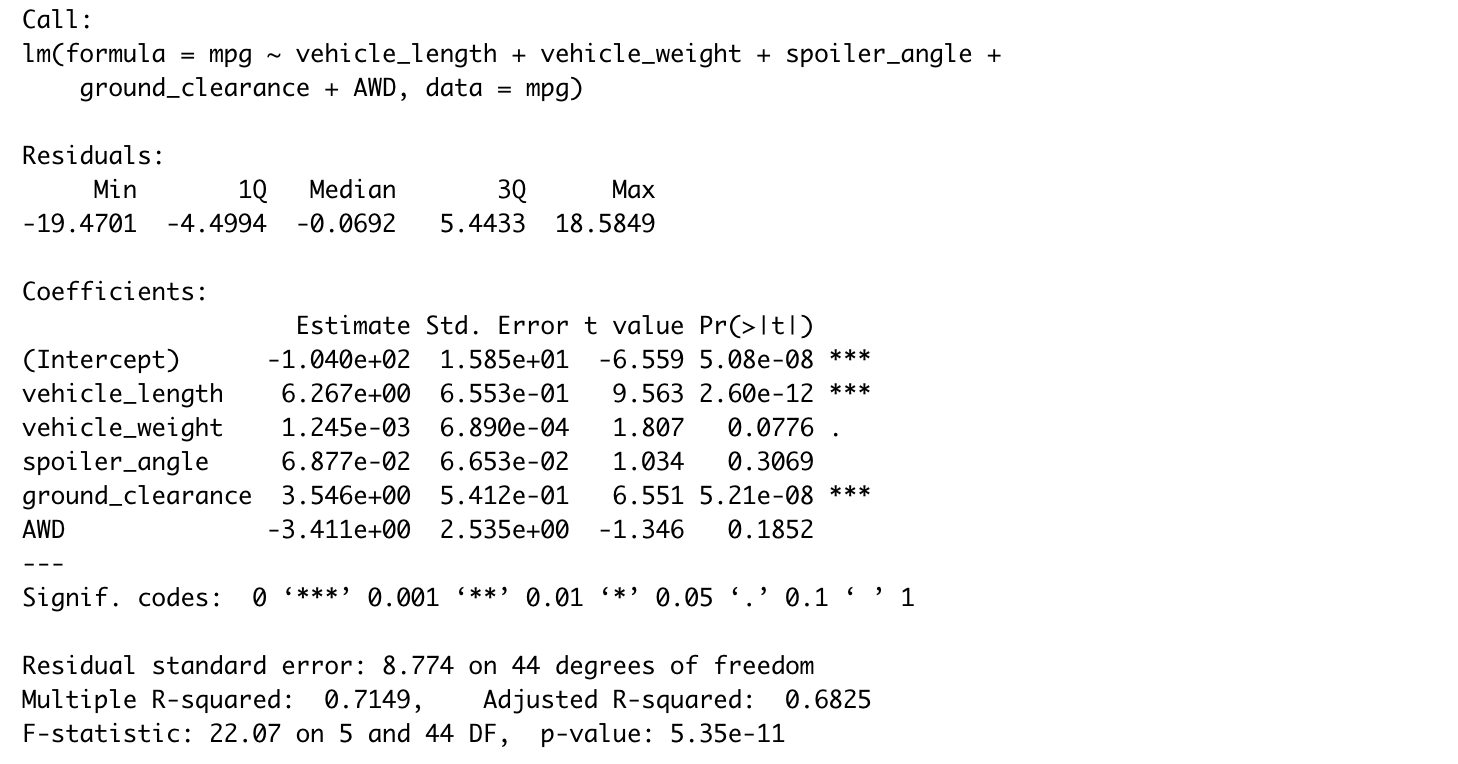 Call:
lm(formula = mpg ~ vehicle_length + vehicle_weight + spoiler_angle +
    ground_clearance + AWD, data = mpg)

Residuals:
     Min       1Q   Median       3Q      Max
-19.4701  -4.4994  -0.0692   5.4433  18.5849

Coefficients:
                   Estimate Std. Error t value Pr(>|t|)
(Intercept)      -1.040e+02  1.585e+01  -6.559 5.08e-08 ***
vehicle_length    6.267e+00  6.553e-01   9.563 2.60e-12 ***
vehicle_weight    1.245e-03  6.890e-04   1.807   0.0776 .
spoiler_angle     6.877e-02  6.653e-02   1.034   0.3069
ground_clearance  3.546e+00  5.412e-01   6.551 5.21e-08 ***
AWD              -3.411e+00  2.535e+00  -1.346   0.1852
---
Signif. codes:  0 ‘***’ 0.001 ‘**’ 0.01 ‘*’ 0.05 ‘.’ 0.1 ‘ ’ 1

Residual standard error: 8.774 on 44 degrees of freedom
Multiple R-squared:  0.7149,    Adjusted R-squared:  0.6825
F-statistic: 22.07 on 5 and 44 DF,  p-value: 5.35e-11